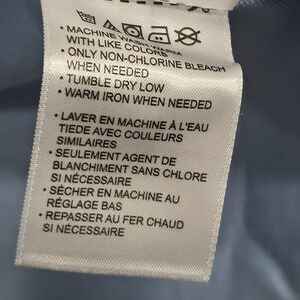 • MACHINE WASH WARM
WITH LIKE COLORS
• ONLY NON-CHLORINE BLEACH
WHEN NEEDED
• TUMBLE DRY LOW
• WARM IRON WHEN NEEDED
• LAVER EN MACHINE À L'EAU
TIEDE AVEC COULEURS
SIMILAIRES
• SEULEMENT AGENT DE
BLANCHIMENT SANS CHLORE
SI NÉCESSAIRE
• SÉCHER EN MACHINE AU
RÉGLAGE BAS
• REPASSER AU FER CHAUD
SI NÉCESSAIRE